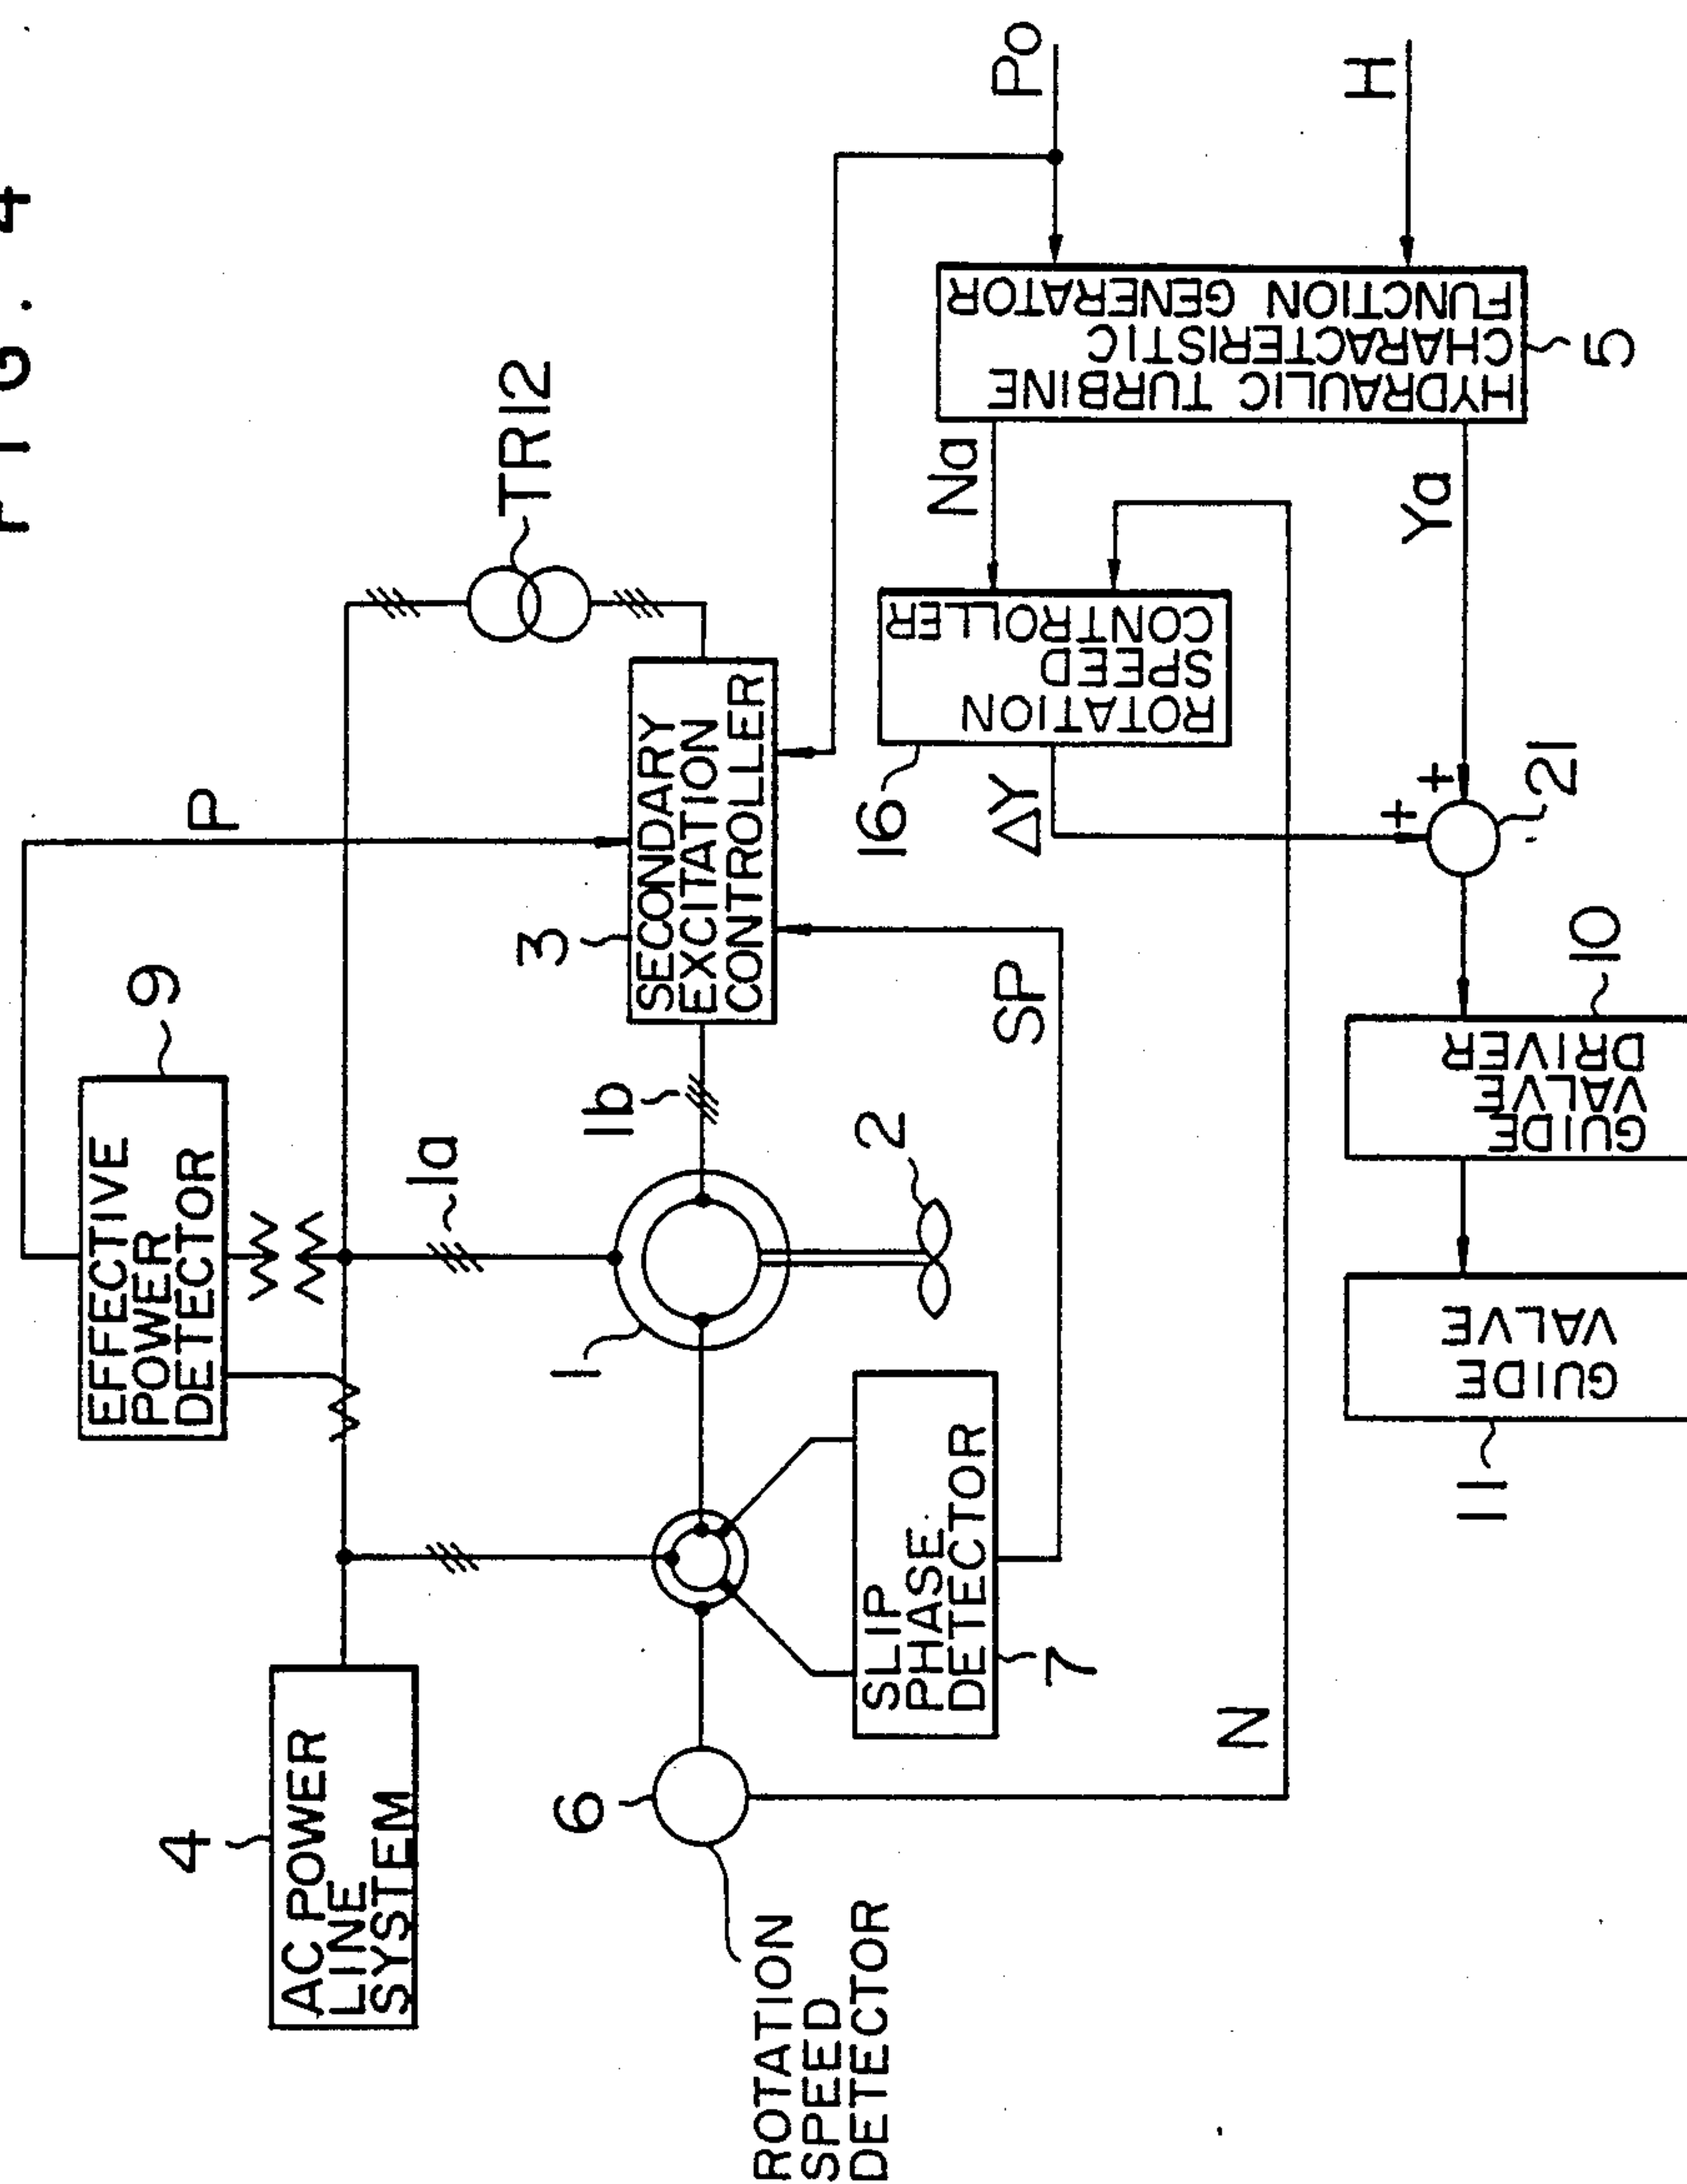 FIG. 4
4
AC POWER
LINE
SYSTEM
EFFECTIVE
POWER
DETECTOR
9
P
1a
1b
TR12
3
SECONDARY
EXCITATION
CONTROLLER
1
2
6
ROTATION
SPEED
DETECTOR
SLIP
PHASE
DETECTOR
7
SP
N
16
ROTATION
SPEED
CONTROLLER
ΔY
Na
Po
H
HYDRAULIC TURBINE
CHARACTERISTIC
FUNCTION GENERATOR
5
Ya
+
+
21
10
GUIDE
VALVE
DRIVER
GUIDE
VALVE
11